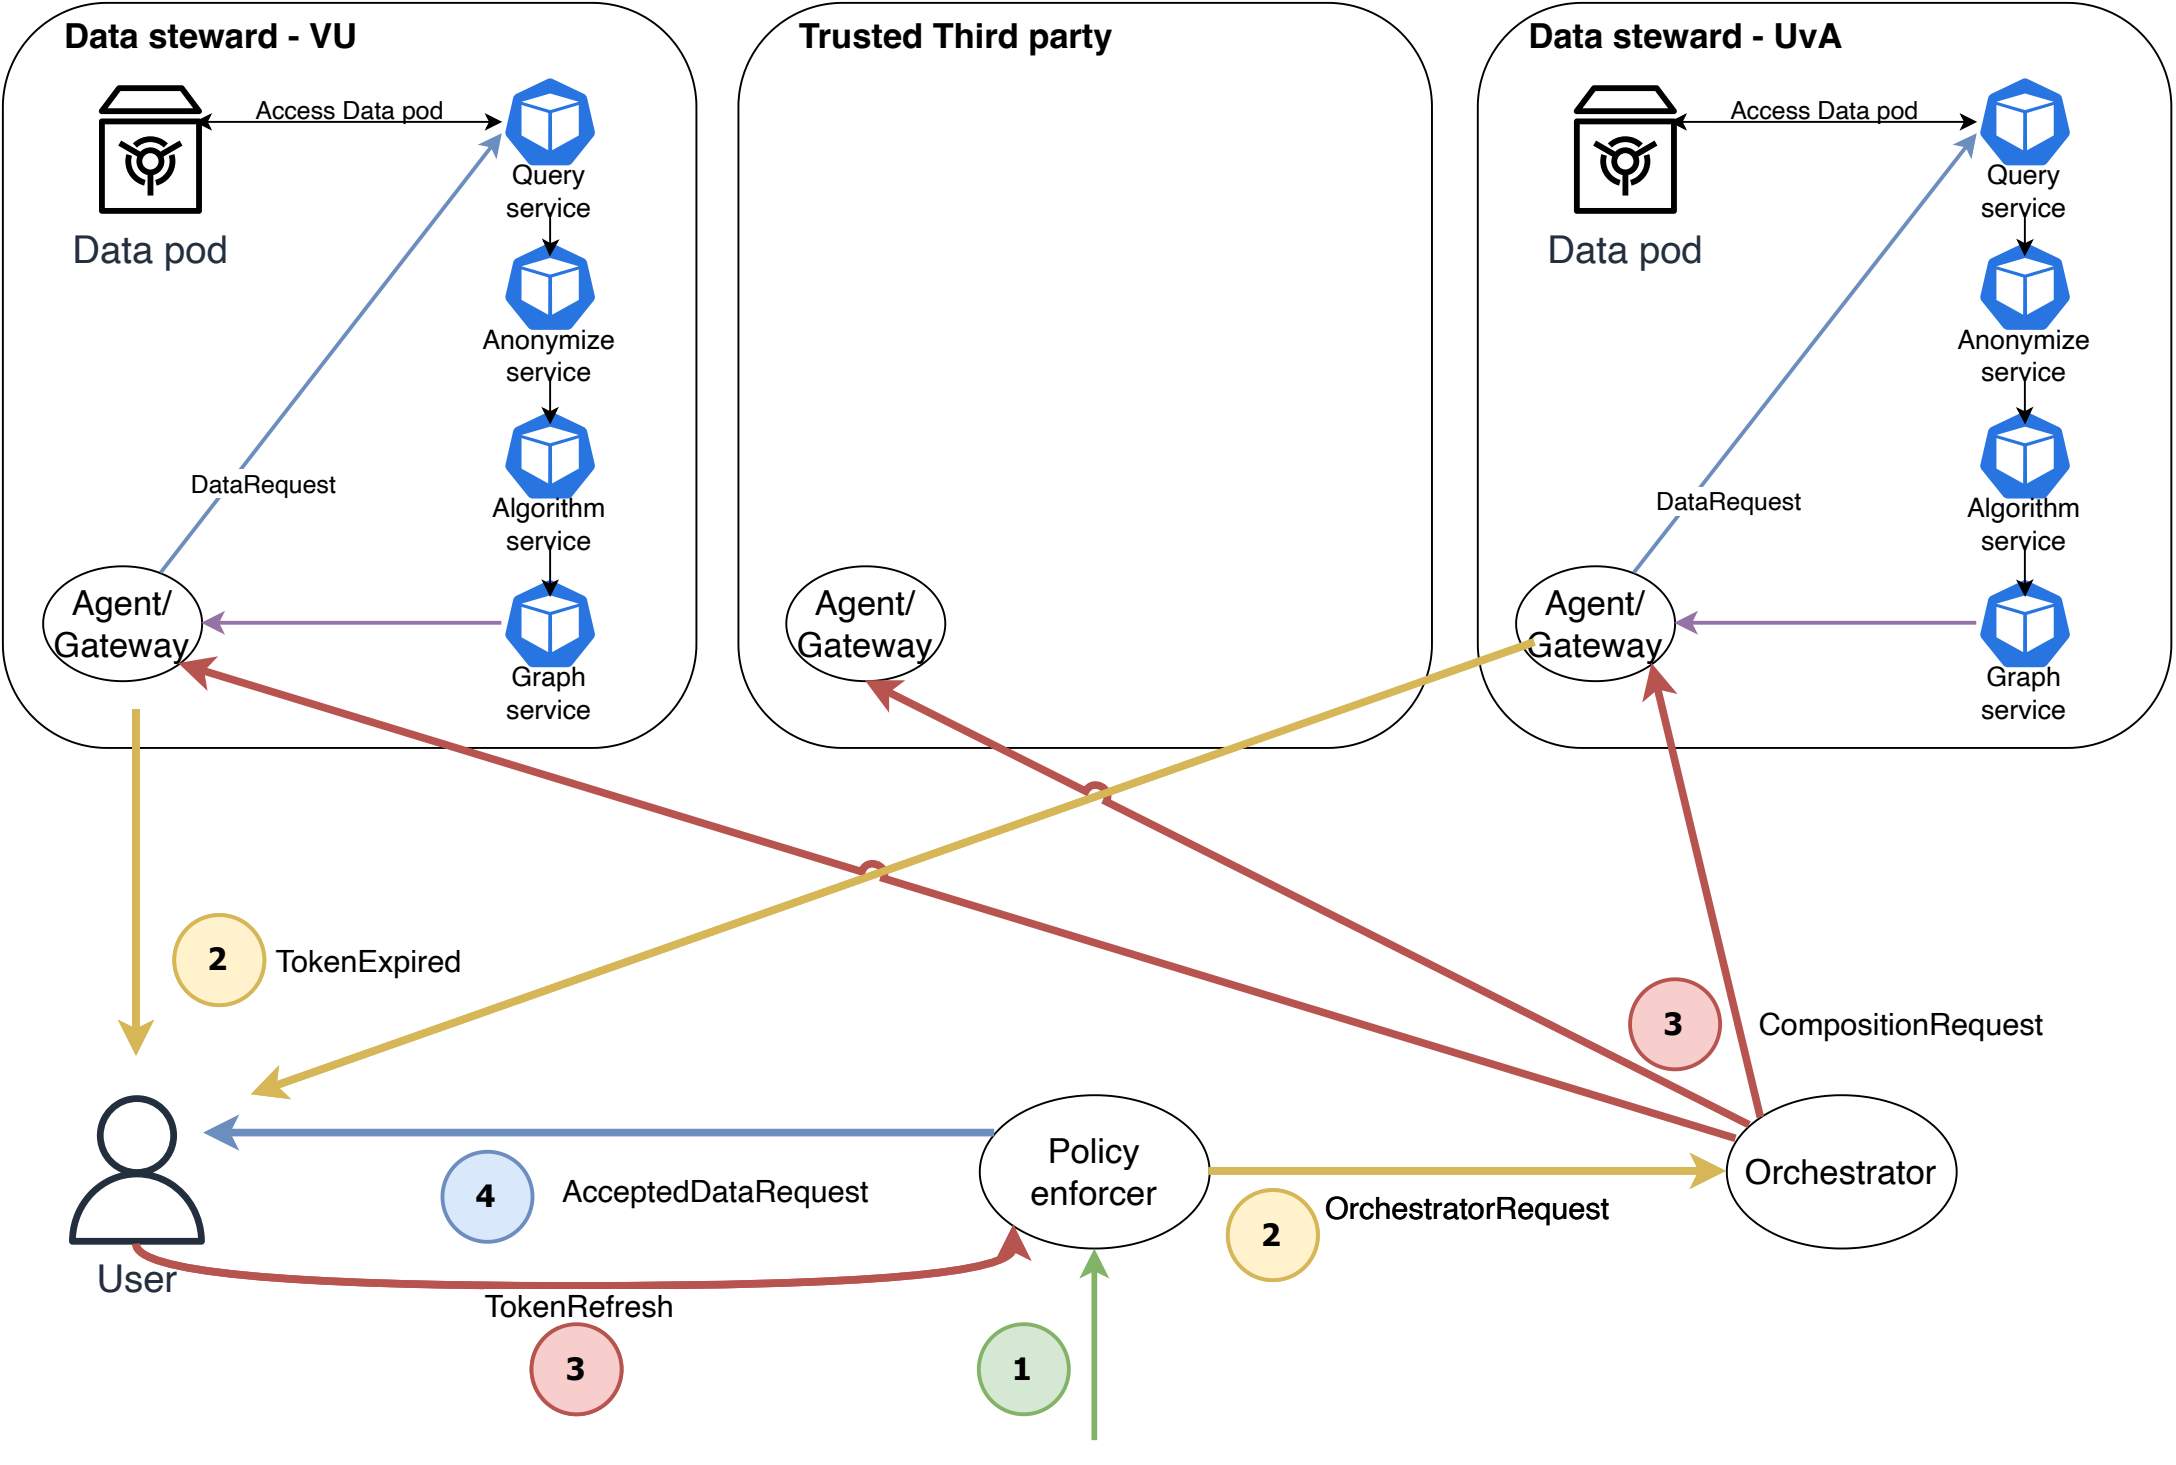 Data steward - VU
Access Data pod
Data pod
Query
service
Anonymize
service
DataRequest
Algorithm
service
Agent/
Gateway
Graph
service
Trusted Third party
Agent/
Gateway
Data steward - UvA
Access Data pod
Data pod
Query
service
Anonymize
service
DataRequest
Algorithm
service
Agent/
Gateway
Graph
service
2
TokenExpired
3
CompositionRequest
User
4
AcceptedDataRequest
Policy
enforcer
2
OrchestratorRequest
Orchestrator
TokenRefresh
3
1